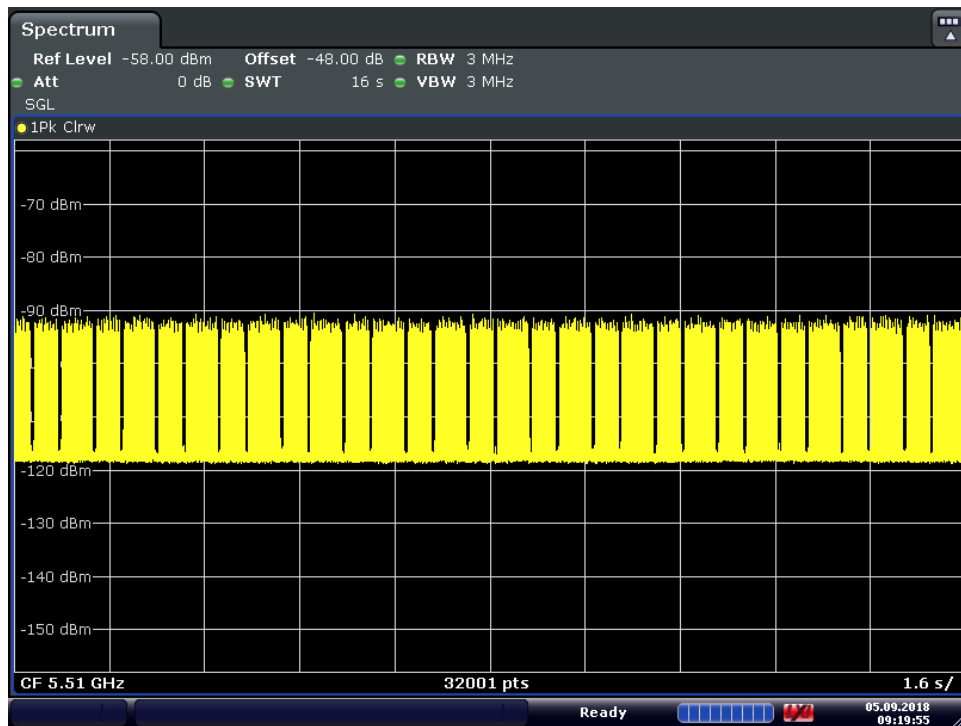 Spectrum
Ref Level -58.00 dBm Offset -48.00 dB RBW 3 MHz
Att 0 dB SWT 16 s VBW 3 MHz
SGL
1Pk Clrw
-70 dBm
-80 dBm
-90 dBm
-120 dBm
-130 dBm
-140 dBm
-150 dBm
CF 5.51 GHz 32001 pts 1.6 s/
Ready 05.09.2018
09:19:55